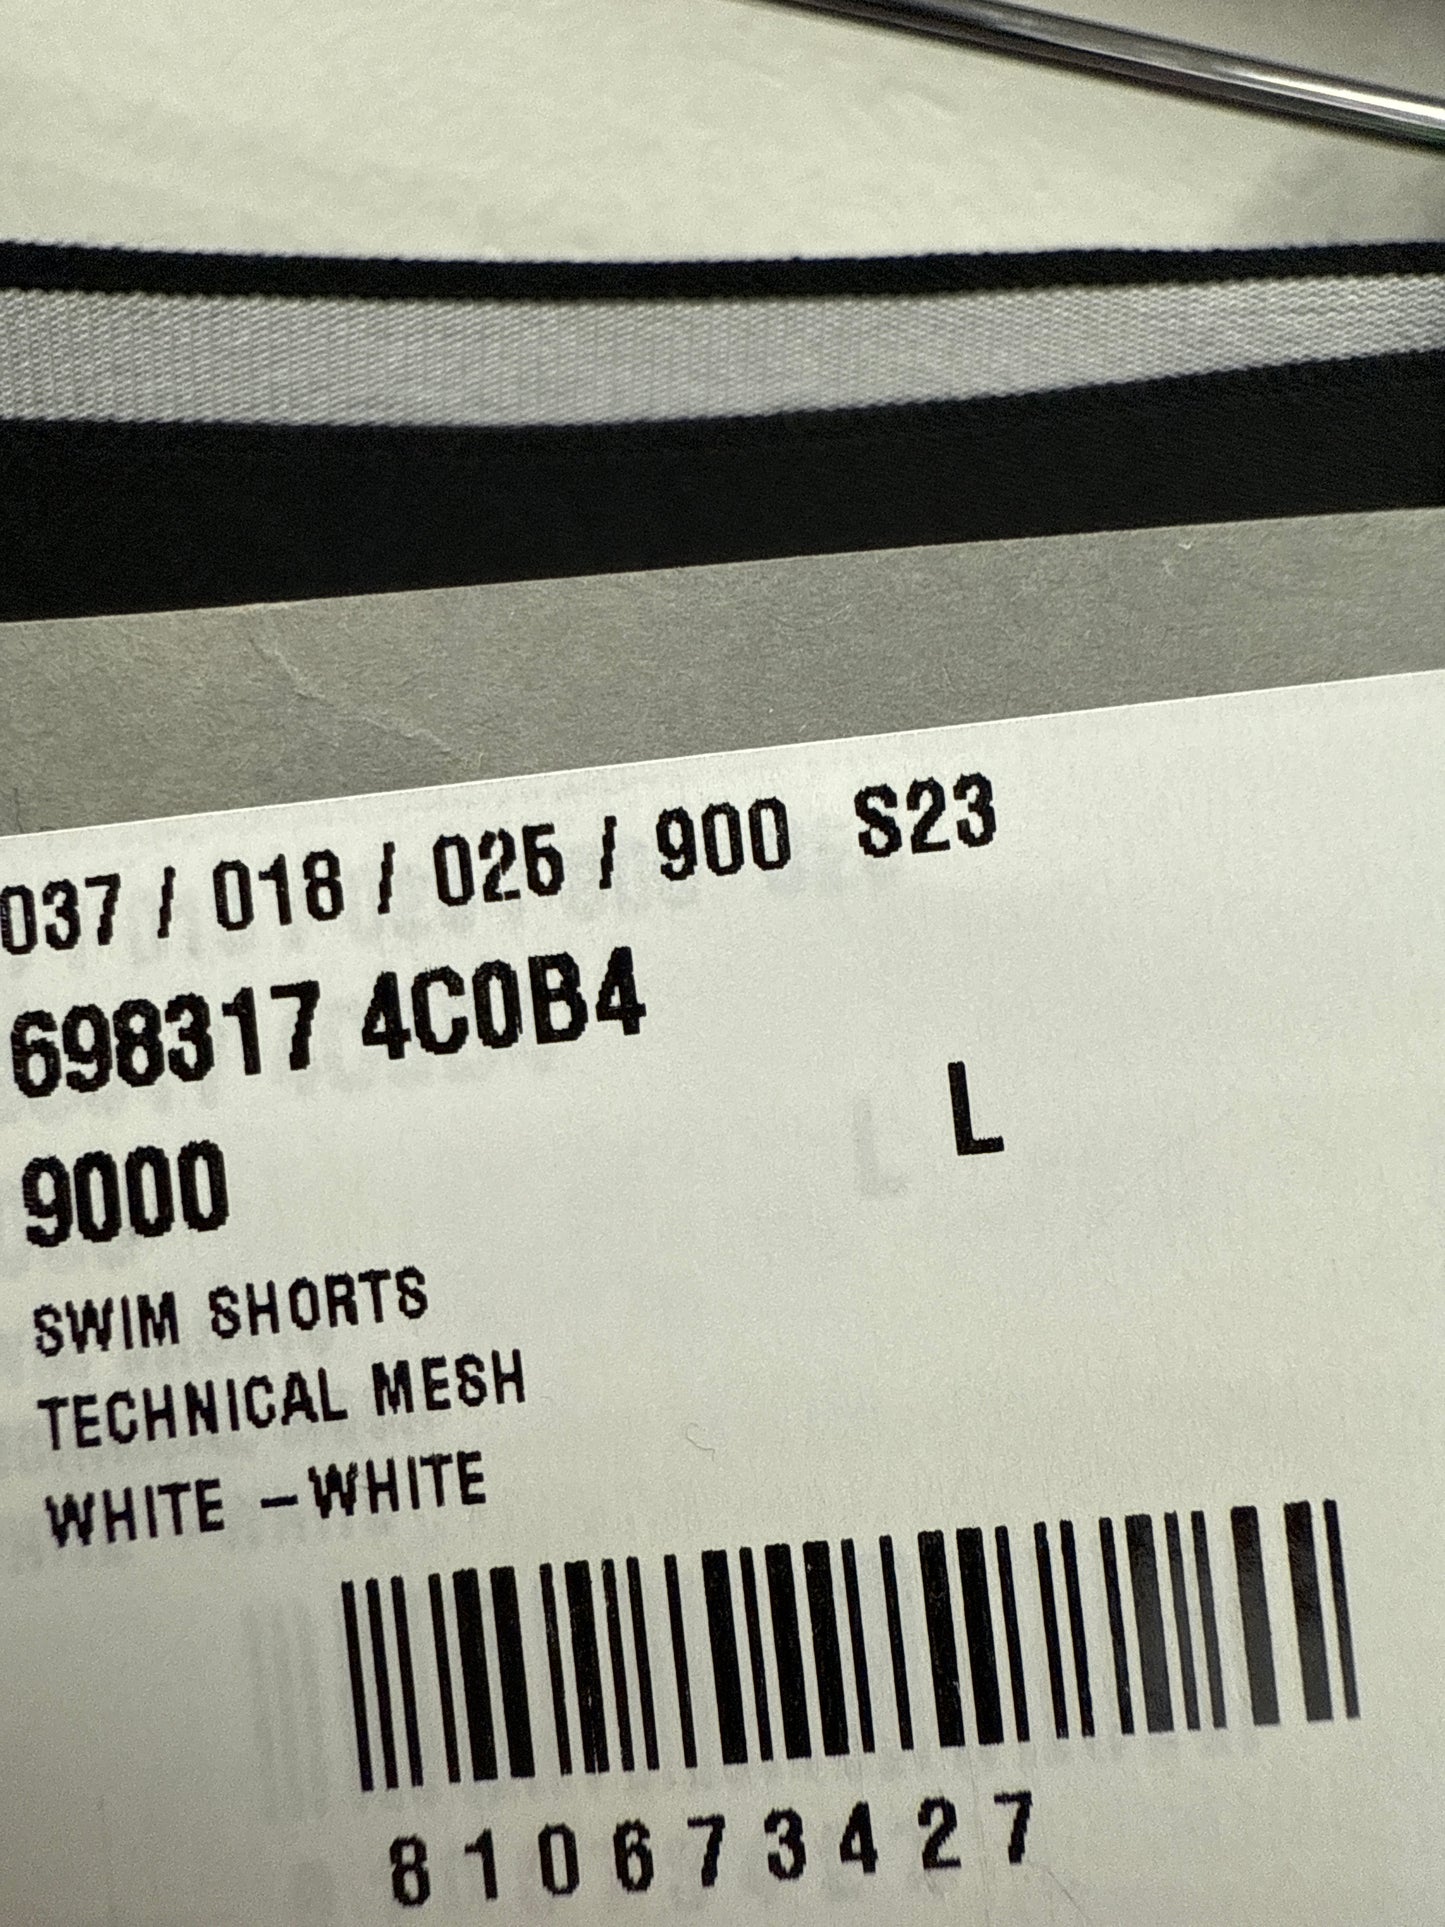 037 / 018 / 025 / 900 S23
698317 4C0B4
L
9000
SWIM SHORTS
TECHNICAL MESH
WHITE -WHITE
810673427